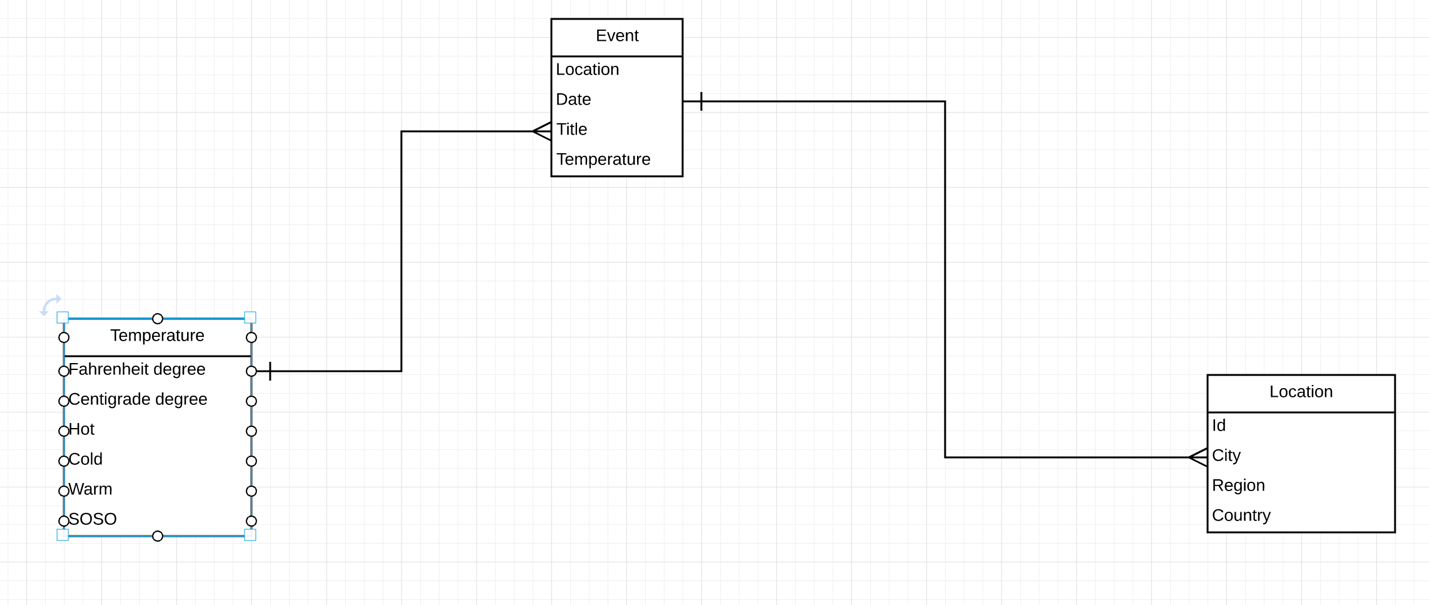 Event
Location
Date
Title
Temperature
Temperature
Fahrenheit degree
Centigrade degree
Hot
Cold
Warm
SOSO
Location
Id
City
Region
Country